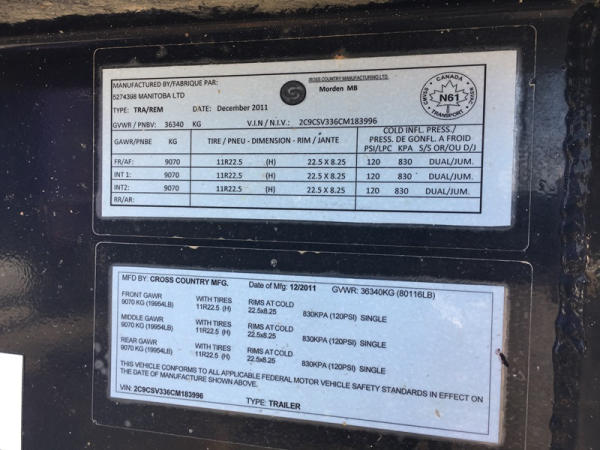 MANUFACTURED BY/FABRIQUE PAR:
5274398 MANITOBA LTD
CROSS COUNTRY MANUFACTURING LTD.
Morden MB
CANADA
TRANSPORT
N61
TYPE: TRA/REM DATE: December 2011
GVWR / PNBV: 36340 KG V.I.N / N.I.V.: 2C9CSV336CM183996
GAWR/PNBE KG TIRE / PNEU - DIMENSION - RIM / JANTE COLD INFL. PRESS./
PRESS. DE GONFL. A FROID
PSI/LPC KPA S/S OR/OU D/J
FR/AF: 9070 11R22.5 (H) 22.5 X 8.25 120 830 DUAL/JUM.
INT 1: 9070 11R22.5 (H) 22.5 X 8.25 120 830 DUAL/JUM.
INT2: 9070 11R22.5 (H) 22.5 X 8.25 120 830 DUAL/JUM.
RR/AR:
MFD BY: CROSS COUNTRY MFG. Date of Mfg: 12/2011 GVWR: 36340KG (80116LB)
FRONT GAWR WITH TIRES RIMS AT COLD
9070 KG (19954LB) 11R22.5 (H) 22.5x8.25 830KPA (120PSI) SINGLE
MIDDLE GAWR WITH TIRES RIMS AT COLD
9070 KG (19954LB) 11R22.5 (H) 22.5x8.25 830KPA (120PSI) SINGLE
REAR GAWR WITH TIRES RIMS AT COLD
9070 KG (19954LB) 11R22.5 (H) 22.5x8.25 830KPA (120PSI) SINGLE
THIS VEHICLE CONFORMS TO ALL APPLICABLE FEDERAL MOTOR VEHICLE SAFETY STANDARDS IN EFFECT ON
THE DATE OF MANUFACTURE SHOWN ABOVE.
VIN: 2C9CSV336CM183996 TYPE: TRAILER